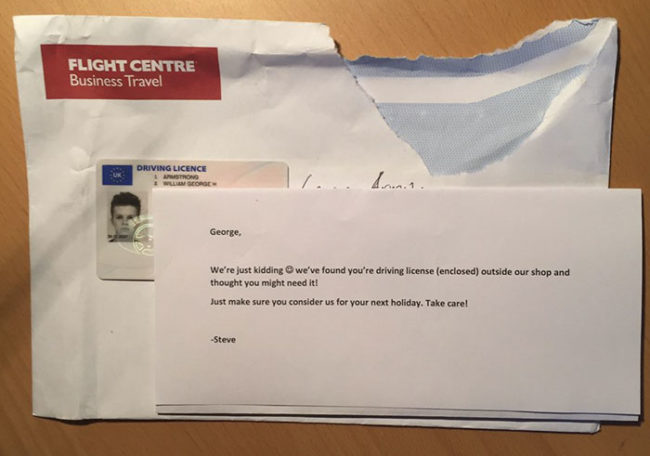 FLIGHT CENTRE
Business Travel
UK
DRIVING LICENCE
1. ARMSTRONG
2. WILLIAM GEORGE H
George,
We're just kidding ☺ we've found you're driving license (enclosed) outside our shop and
thought you might need it!
Just make sure you consider us for your next holiday. Take care!
-Steve